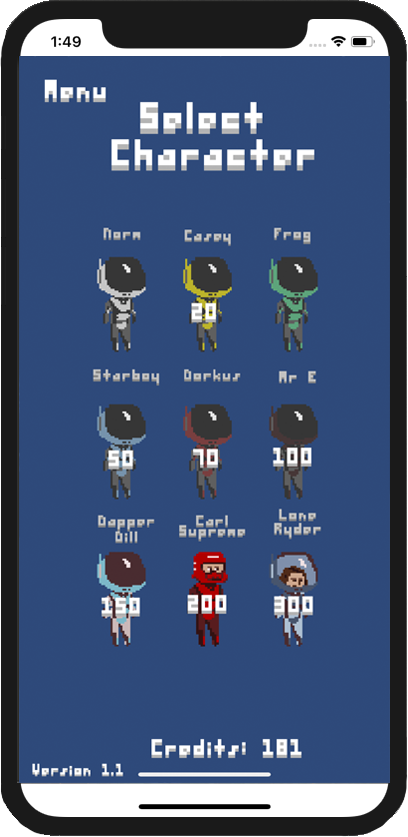 1:49
Menu
Select
Character
Norm Casey Frog
20
Starboy Dorkus Mr E
50 70 100
Dapper Dill Carl Supreme Lone Ryder
150 200 300
Credits: 181
Version 1.1